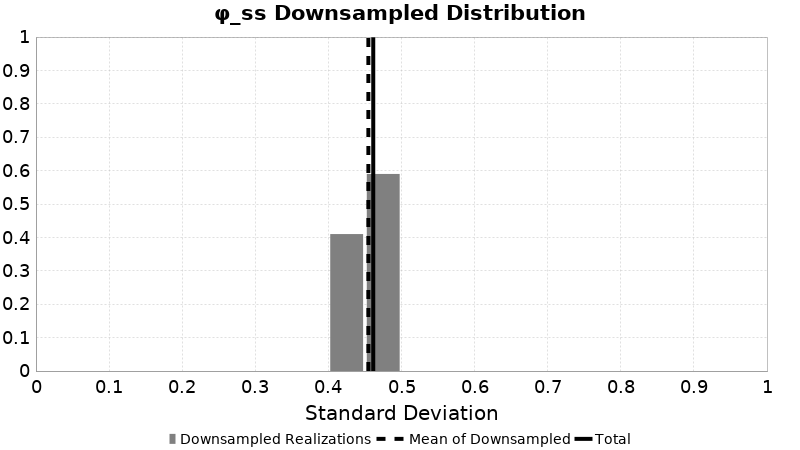 φ_ss Downsampled Distribution
1
0.9
0.8
0.7
0.6
0.5
0.4
0.3
0.2
0.1
0
0 0.1 0.2 0.3 0.4 0.5 0.6 0.7 0.8 0.9 1
Standard Deviation
Downsampled Realizations Mean of Downsampled Total